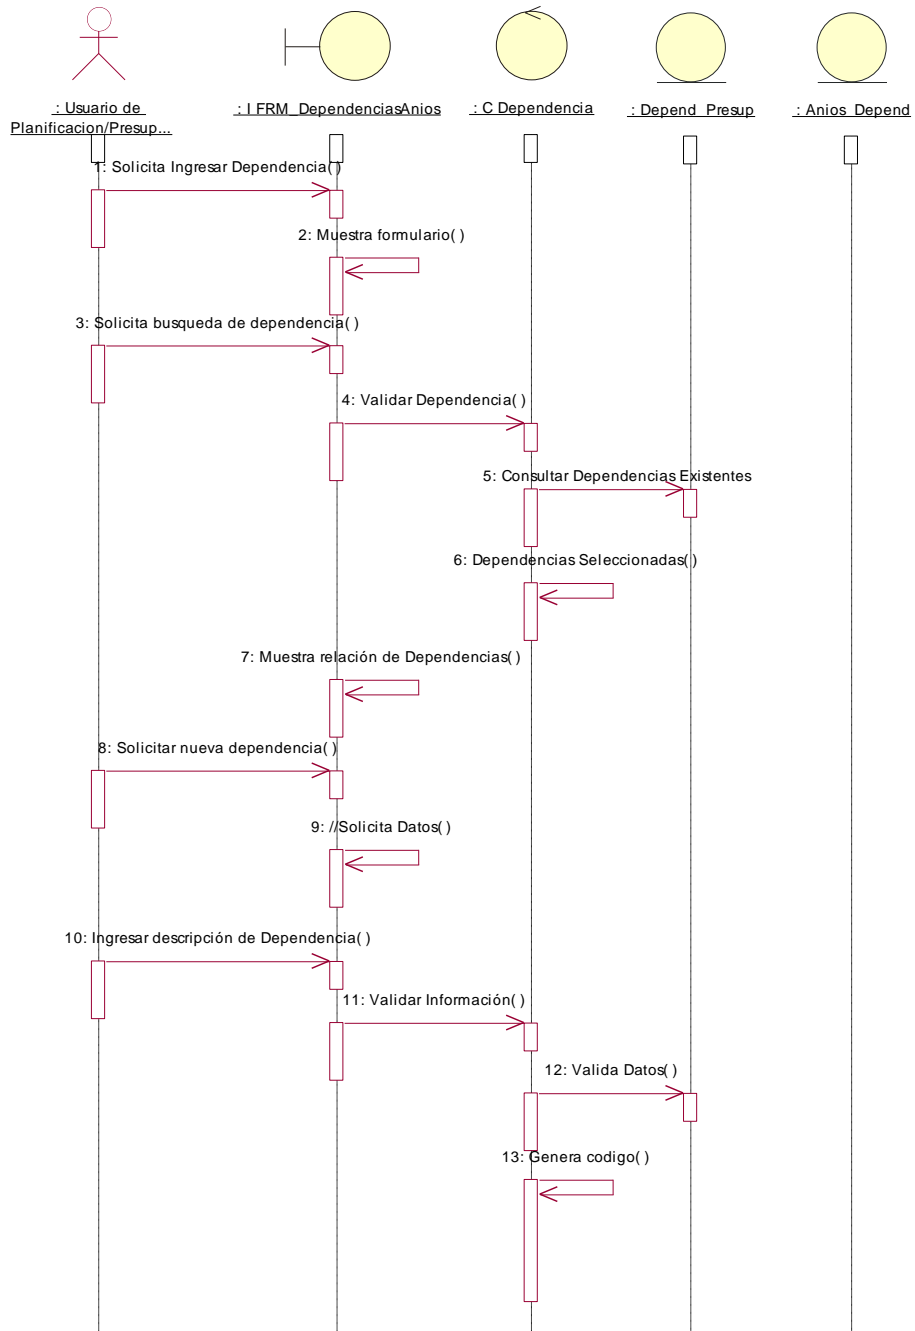 : Usuario de
Planificacion/Presup...
: I FRM_DependenciasAnios
: C Dependencia
: Depend_Presup
: Anios_Depend
1: Solicita Ingresar Dependencia( )
2: Muestra formulario( )
3: Solicita busqueda de dependencia( )
4: Validar Dependencia( )
5: Consultar Dependencias Existentes
6: Dependencias Seleccionadas( )
7: Muestra relación de Dependencias( )
8: Solicitar nueva dependencia( )
9: //Solicita Datos( )
10: Ingresar descripción de Dependencia( )
11: Validar Información( )
12: Valida Datos( )
13: Genera codigo( )